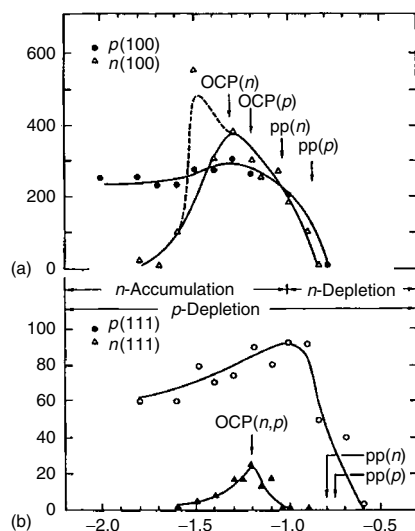 600
400
200
0
p(100)
n(100)
OCP(n)
OCP(p)
pp(n)
pp(p)
(a)
n-Accumulation
n-Depletion
p-Depletion
100
80
60
40
20
0
p(111)
n(111)
OCP(n,p)
pp(n)
pp(p)
(b)
–2.0 –1.5 –1.0 –0.5